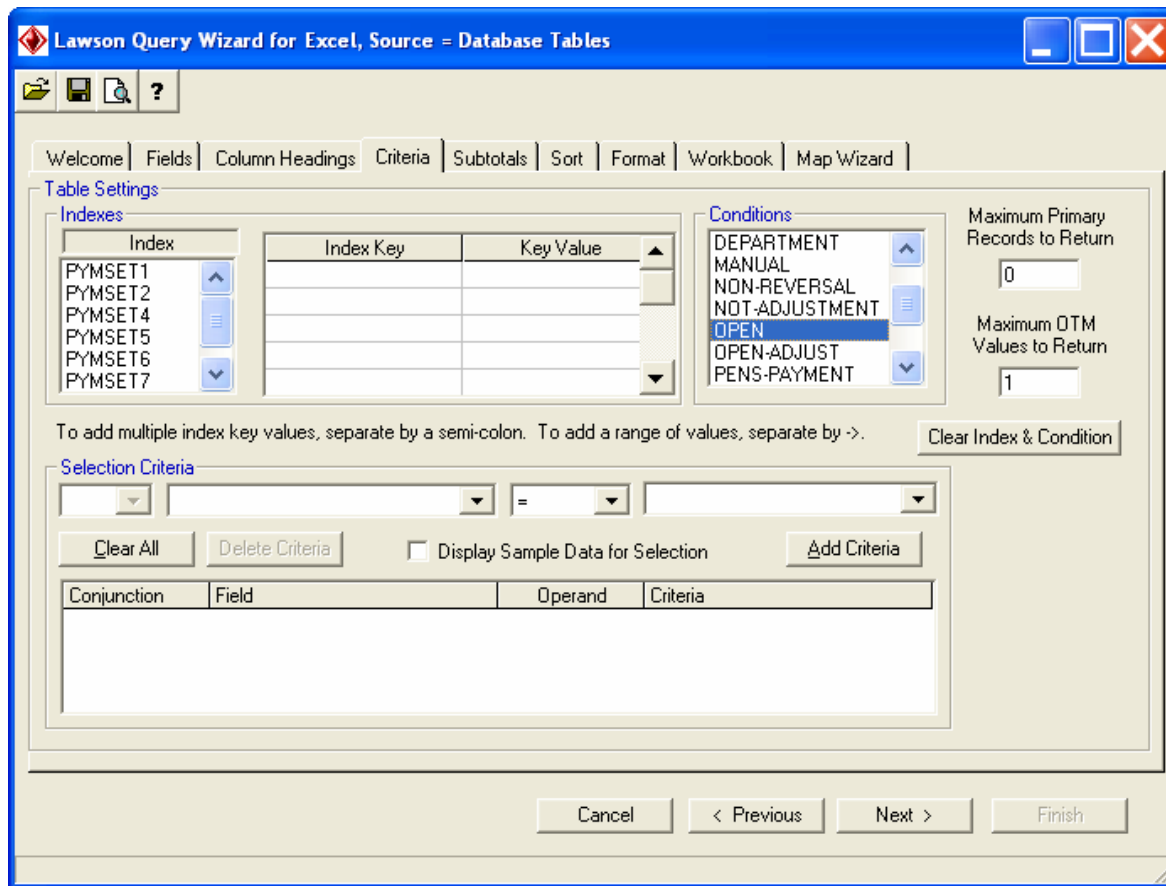 Lawson Query Wizard for Excel, Source = Database Tables
?
Welcome Fields Column Headings Criteria Subtotals Sort Format Workbook Map Wizard
Table Settings
Indexes
Index
PYMSET1
PYMSET2
PYMSET4
PYMSET5
PYMSET6
PYMSET7
Index Key Key Value
Conditions
DEPARTMENT
MANUAL
NON-REVERSAL
NOT-ADJUSTMENT
OPEN
OPEN-ADJUST
PENS-PAYMENT
Maximum Primary
Records to Return
0
Maximum OTM
Values to Return
1
To add multiple index key values, separate by a semi-colon. To add a range of values, separate by ->.
Clear Index & Condition
Selection Criteria
=
Clear All Delete Criteria Display Sample Data for Selection Add Criteria
Conjunction Field Operand Criteria
Cancel < Previous Next > Finish